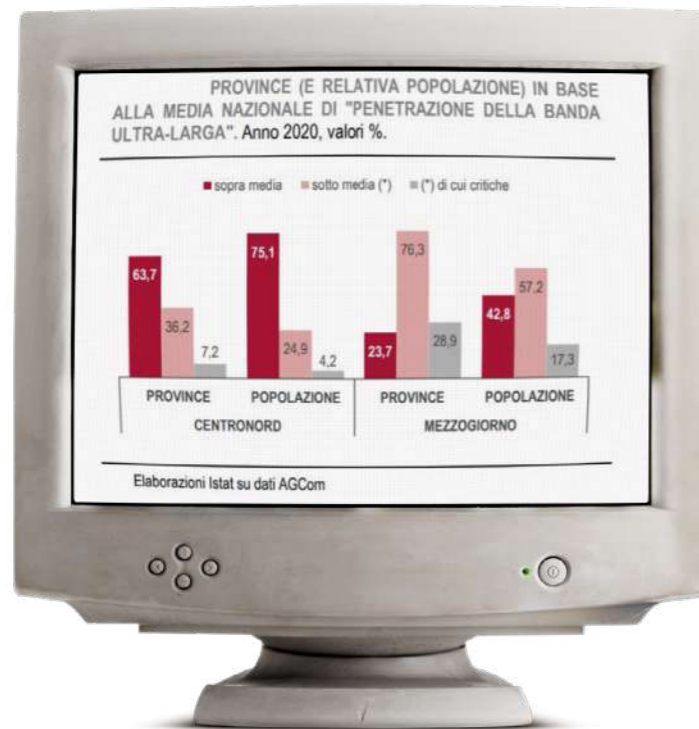 PROVINCE (E RELATIVA POPOLAZIONE) IN BASE
ALLA MEDIA NAZIONALE DI "PENETRAZIONE DELLA BANDA
ULTRA-LARGA". Anno 2020, valori %.
sopra media sotto media (*) (*) di cui critiche
63,7 36,2 7,2 75,1 24,9 4,2 23,7 76,3 28,9 42,8 57,2 17,3
PROVINCE POPOLAZIONE PROVINCE POPOLAZIONE
CENTRONORD MEZZOGIORNO
Elaborazioni Istat su dati AGCom